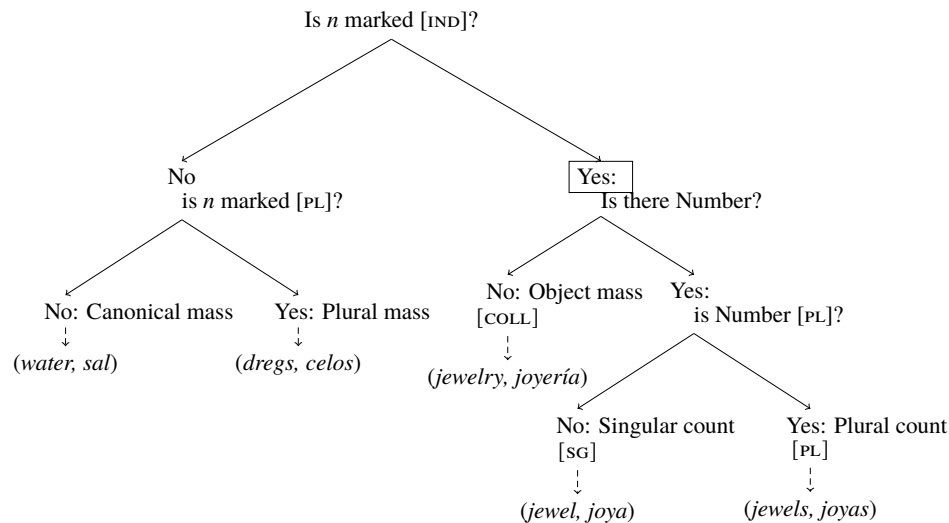 Is n marked [IND]?
No
is n marked [PL]?
Yes:
Is there Number?
No: Canonical mass
(water, sal)
Yes: Plural mass
(dregs, celos)
No: Object mass
[COLL]
(jewelry, joyería)
Yes:
is Number [PL]?
No: Singular count
[SG]
(jewel, joya)
Yes: Plural count
[PL]
(jewels, joyas)